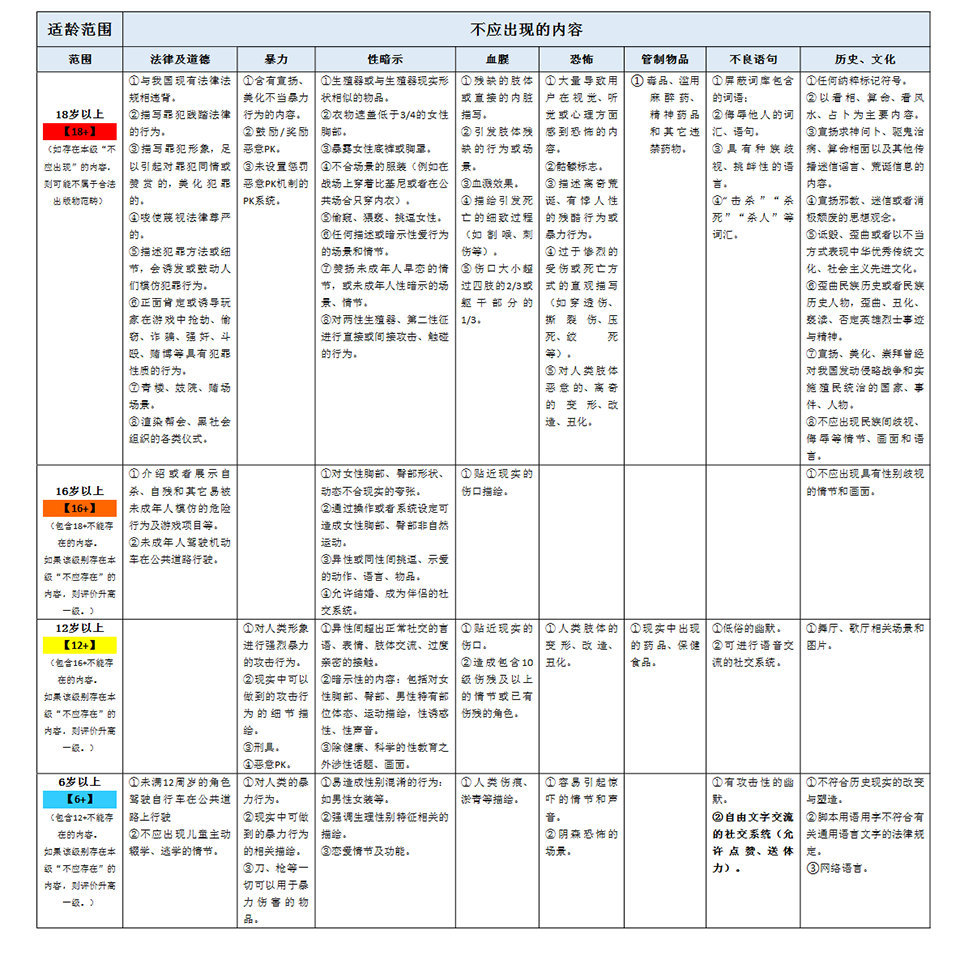 适龄范围
不应出现的内容
范围
法律及道德
暴力
性暗示
血腥
恐怖
管制物品
不良语句
历史、文化
18岁以上
【18+】
(如存在本级“不
应出现”的内容，
则可能不属于合法
出版物范畴)
①与我国现有法律法
规相违背。
②描写罪犯践踏法律
的行为。
③描写罪犯形象，足
以引起对罪犯同情或
赞赏的，美化犯罪
的。
④唆使蔑视法律尊严
的。
⑤描述犯罪方法或细
节，会诱发或鼓动人
们模仿犯罪行为。
⑥正面肯定或诱导玩
家在游戏中抢劫、偷
窃、诈骗、强奸、斗
殴、赌博等具有犯罪
性质的行为。
⑦青楼、妓院、赌场
场景。
⑧渲染帮会、黑社会
组织的各类仪式。
①含有宣扬、
美化不当暴力
行为的内容。
②鼓励/奖励
恶意PK。
③未设置惩罚
恶意PK机制的
PK系统。
①生殖器或与生殖器现实形
状相似的物品。
②衣物遮盖低于3/4的女性
胸部。
③暴露女性底裤或胸罩。
④不合场景的服装（例如在
战场上穿着比基尼或者在公
共场合只穿内衣）。
⑤偷窥、猥亵、挑逗女性。
⑥任何描述或暗示性爱行为
的场景和情节。
⑦赞扬未成年人早恋的情
节，或未成年人性暗示的场
景、情节。
⑧对两性生殖器、第二性征
进行直接或间接攻击、触碰
的行为。
①残缺的肢体
或直接的内脏
描写。
②引发肢体残
缺的行为或场
景。
③血溅效果。
④描绘引发死
亡的细致过程
（如割喉、刺
伤等）。
⑤伤口大小超
过四肢的2/3或
躯干部分的
1/3。
①大量导致用
户在视觉、听
觉或心理方面
感到恐怖的内
容。
②骷髅标志。
③描述离奇荒
诞、有悖人性
的残酷行为或
暴力行为。
④过于惨烈的
受伤或死亡方
式的直观描写
（如穿透伤、
撕裂伤、压
死、绞死
等）。
⑤对人类肢体
恶意的、离奇
的变形、改
造、丑化。
①毒品、滥用
麻醉药、
精神药品
和其它违
禁药物。
①屏蔽词库包含
的词语；
②侮辱他人的词
汇、语句。
③具有种族歧
视、挑衅性的语
言。
④“击杀”“杀
死”“杀人”等
词汇。
①任何纳粹标记符号。
②以看相、算命、看风
水、占卜为主要内容。
③宣扬求神问卜、驱鬼治
病、算命相面以及其他传
播迷信谣言、荒诞信息的
内容。
④宣扬邪教、迷信或者消
极颓废的思想观念。
⑤诋毁、歪曲或者以不当
方式表现中华优秀传统文
化、社会主义先进文化。
⑥歪曲民族历史或者民族
历史人物，歪曲、丑化、
亵渎、否定英雄烈士事迹
与精神。
⑦宣扬、美化、崇拜曾经
对我国发动侵略战争和实
施殖民统治的国家、事
件、人物。
⑧不应出现民族间歧视、
侮辱等情节、画面和语
言。
16岁以上
【16+】
（包含18+不能存
在的内容。
如果该级别存在本
级“不应存在”的
内容，则评价升高
一级。）
①介绍或者展示自
杀、自残和其它易被
未成年人模仿的危险
行为及游戏项目等。
②未成年人驾驶机动
车在公共道路行驶。
①对女性胸部、臀部形状、
动态不合现实的夸张。
②通过操作或者系统设定可
造成女性胸部、臀部非自然
运动。
③异性或同性间挑逗、示爱
的动作、语言、物品。
④允许结婚、成为伴侣的社
交系统。
①贴近现实的
伤口描绘。
①不应出现具有性别歧视
的情节和画面。
12岁以上
【12+】
（包含16+不能存
在的内容。
如果该级别存在本
级“不应存在”的
内容，则评价升高
一级。）
①对人类形象
进行强烈暴力
的攻击行为。
②现实中可以
做到的攻击行
为的细节描
绘。
③刑具。
④恶意PK。
①异性间超出正常社交的言
语、表情、肢体交流、过度
亲密的接触。
②暗示性的内容：包括对女
性胸部、臀部、男性特有部
位体态、运动描绘，性诱惑
性、性声音。
③除健康、科学的性教育之
外涉性话题、画面。
①贴近现实的
伤口。
②造成包含10
级伤残及以上
的情节或已有
伤残的角色。
①人类肢体的
变形、改造、
丑化。
①现实中出现
的药品、保健
食品。
①低俗的幽默。
②可进行语音交
流的社交系统。
①舞厅、歌厅相关场景和
图片。
6岁以上
【6+】
（包含12+不能存
在的内容。
如果该级别存在本
级“不应存在”的
内容，则评价升高
一级。）
①未满12周岁的角色
驾驶自行车在公共道
路上行驶
②不应出现儿童主动
辍学、逃学的情节。
①对人类的暴
力行为。
②现实中可做
到的暴力行为
的相关描绘。
③刀、枪等一
切可以用于暴
力伤害的物
品。
①易造成性别混淆的行为：
如男性女装等。
②强调生理性别特征相关的
描绘。
③恋爱情节及功能。
①人类伤痕、
淤青等描绘。
①容易引起惊
吓的情节和声
音。
②阴森恐怖的
场景。
①有攻击性的幽
默。
②自由文字交流
的社交系统（允
许点赞、送体
力）。
①不符合历史现实的改变
与塑造。
②脚本用语用字不符合有
关通用语言文字的法律规
定。
③网络语言。